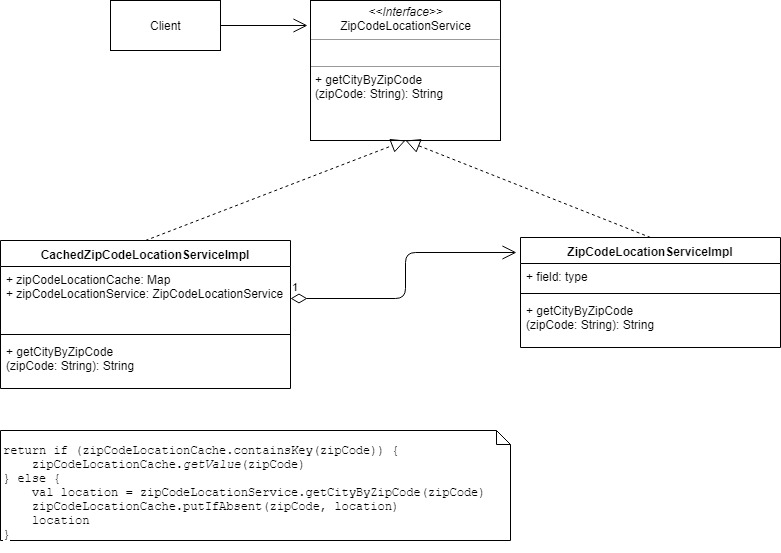 Client
<<Interface>>
ZipCodeLocationService
+ getCityByZipCode
(zipCode: String): String
CachedZipCodeLocationServiceImpl
+ zipCodeLocationCache: Map
+ zipCodeLocationService: ZipCodeLocationService
+ getCityByZipCode
(zipCode: String): String
1
ZipCodeLocationServiceImpl
+ field: type
+ getCityByZipCode
(zipCode: String): String
return if (zipCodeLocationCache.containsKey(zipCode)) {
    zipCodeLocationCache.getValue(zipCode)
} else {
    val location = zipCodeLocationService.getCityByZipCode(zipCode)
    zipCodeLocationCache.putIfAbsent(zipCode, location)
    location
}